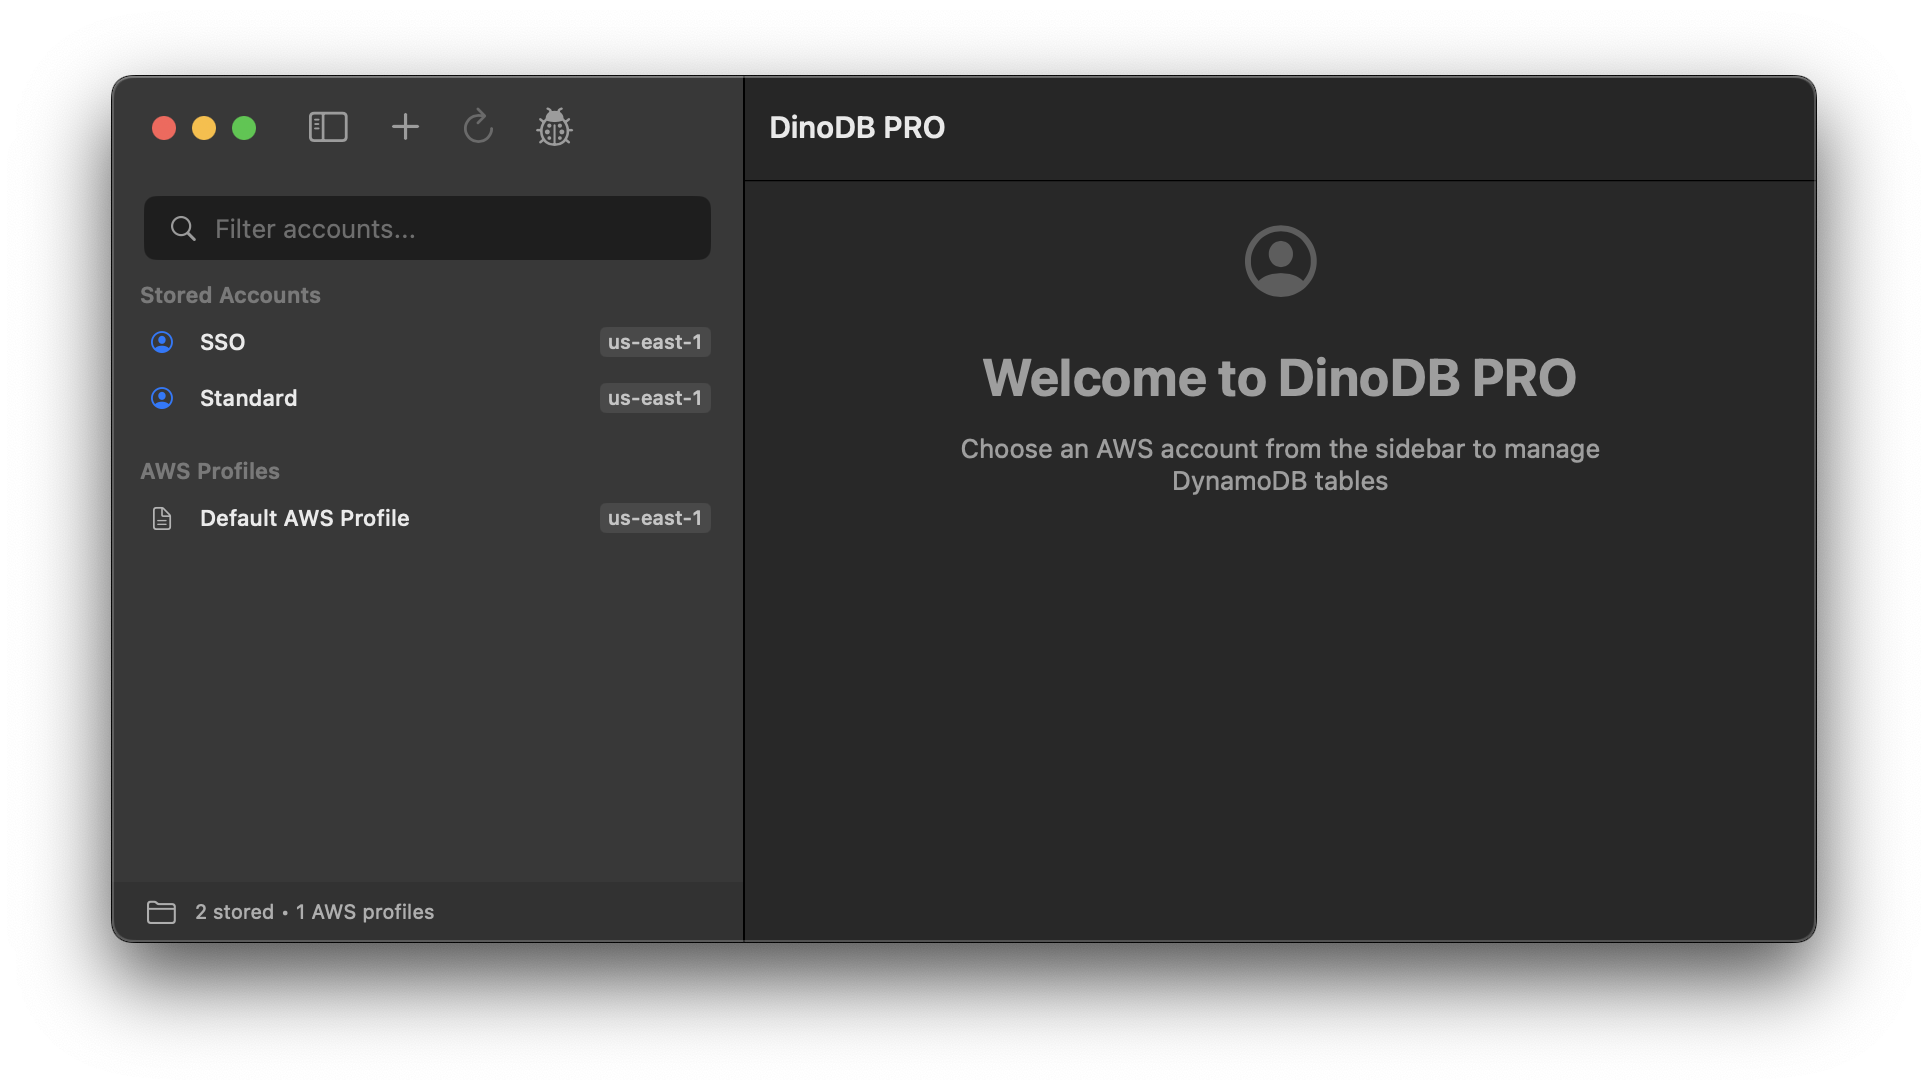 DinoDB PRO
Filter accounts...
Stored Accounts
SSO us-east-1
Standard us-east-1
AWS Profiles
Default AWS Profile us-east-1
2 stored • 1 AWS profiles
Welcome to DinoDB PRO
Choose an AWS account from the sidebar to manage
DynamoDB tables